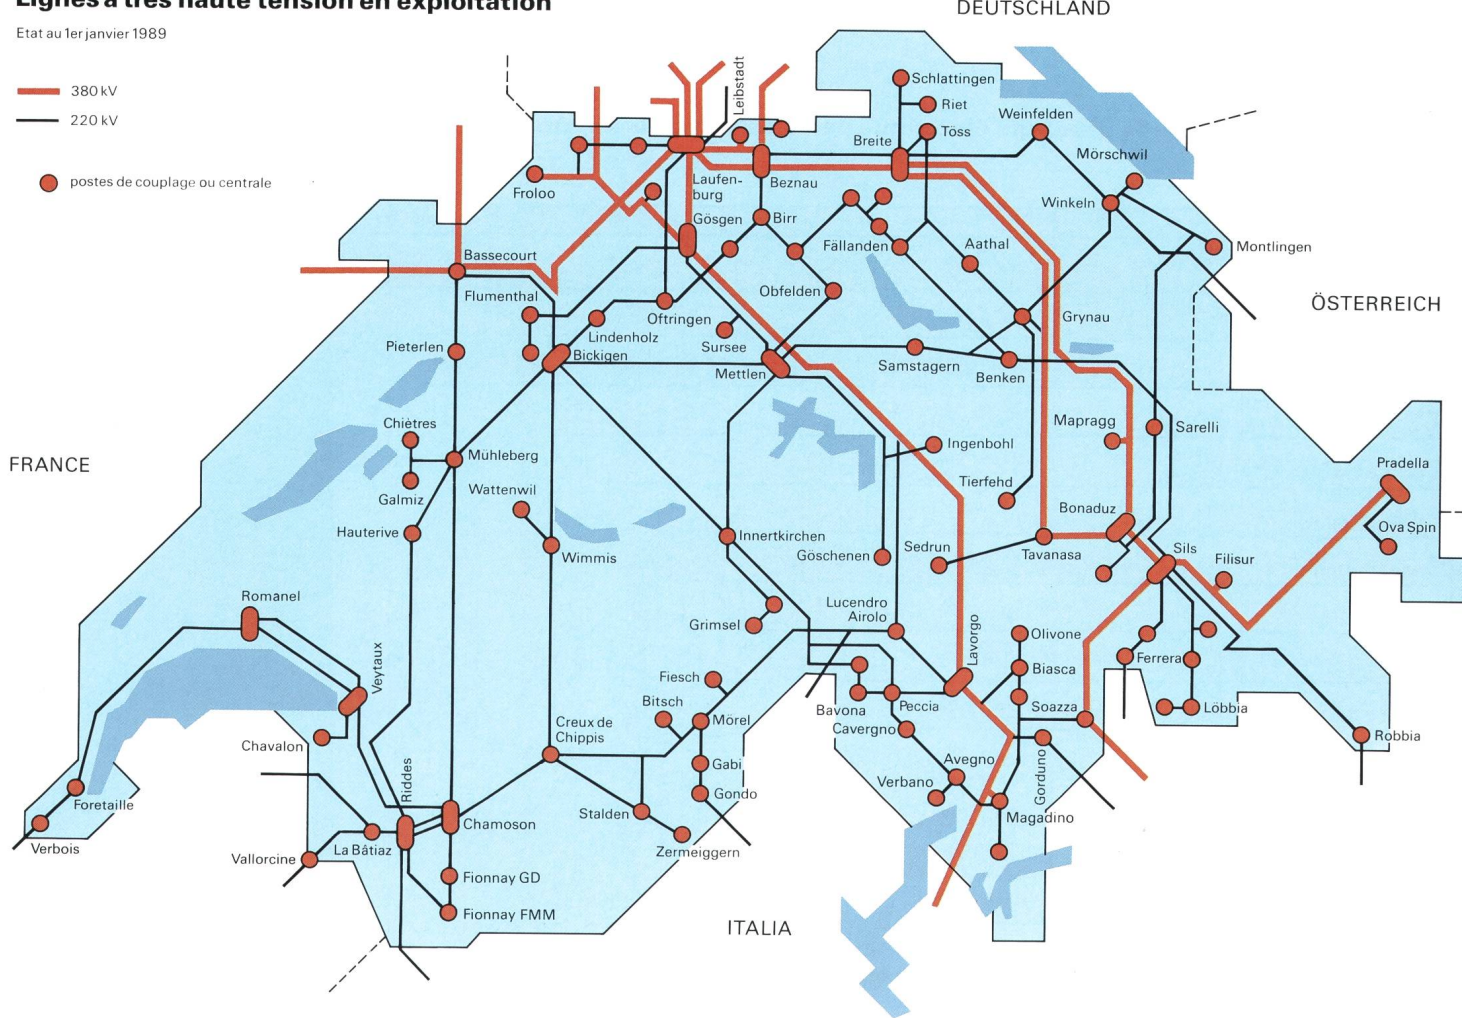 Lignes à très haute tension en exploitation
Etat au 1er janvier 1989
380 kV
220 kV
postes de couplage ou centrale
DEUTSCHLAND
ÖSTERREICH
FRANCE
ITALIA
Leibstadt
Schlattingen
Riet
Töss
Breite
Weinfelden
Mörschwil
Winkeln
Montlingen
Froloo
Laufen-
burg
Beznau
Gösgen
Birr
Fällanden
Aathal
Bassecourt
Flumenthal
Obfelden
Oftringen
Lindenholz
Sursee
Grynau
Pieterlen
Bickigen
Mettlen
Samstagern
Benken
Chiètres
Mühleberg
Galmiz
Wattenwil
Hauterive
Wimmis
Innertkirchen
Ingenbohl
Göschenen
Tierfehd
Mapragg
Sarelli
Bonaduz
Sedrun
Tavanasa
Sils
Filisur
Pradella
Ova Spin
Romanel
Veytaux
Grimsel
Lucendro
Airolo
Lavorgo
Olivone
Biasca
Ferrera
Fiesch
Bitsch
Mörel
Bavona
Peccia
Cavergno
Soazza
Löbbia
Robbia
Chavalon
Creux de
Chippis
Gabi
Gondo
Avegno
Verbano
Gorduno
Magadino
Foretaille
Verbois
Riddes
Chamoson
Stalden
Zermeiggern
La Bâtiaz
Vallorcine
Fionnay GD
Fionnay FMM